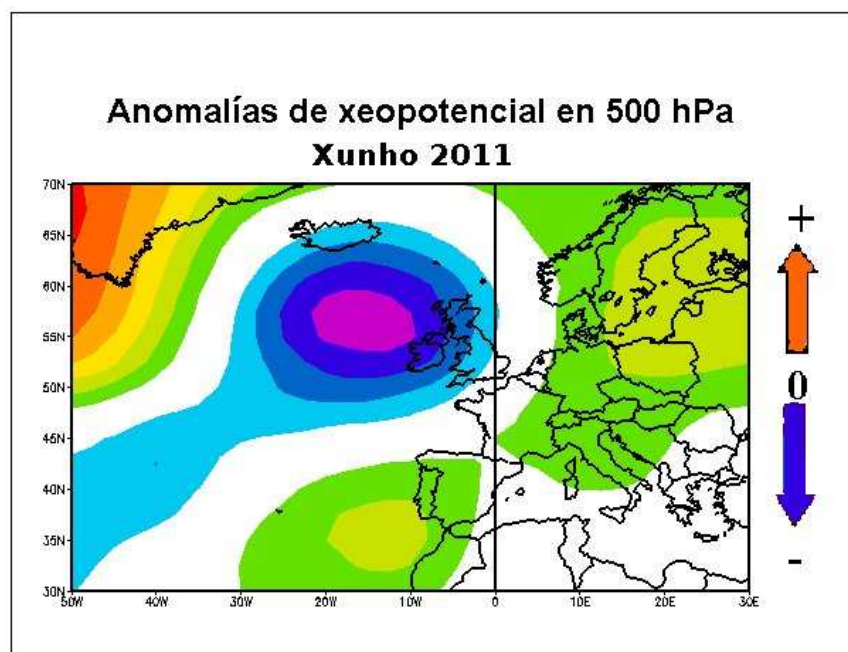 Anomalías de xeopotencial en 500 hPa
Xunho 2011
70N
65N
60N
55N
50N
45N
40N
35N
30N
50W 40W 30W 20W 10W 0 10E 20E 30E
+
0
-